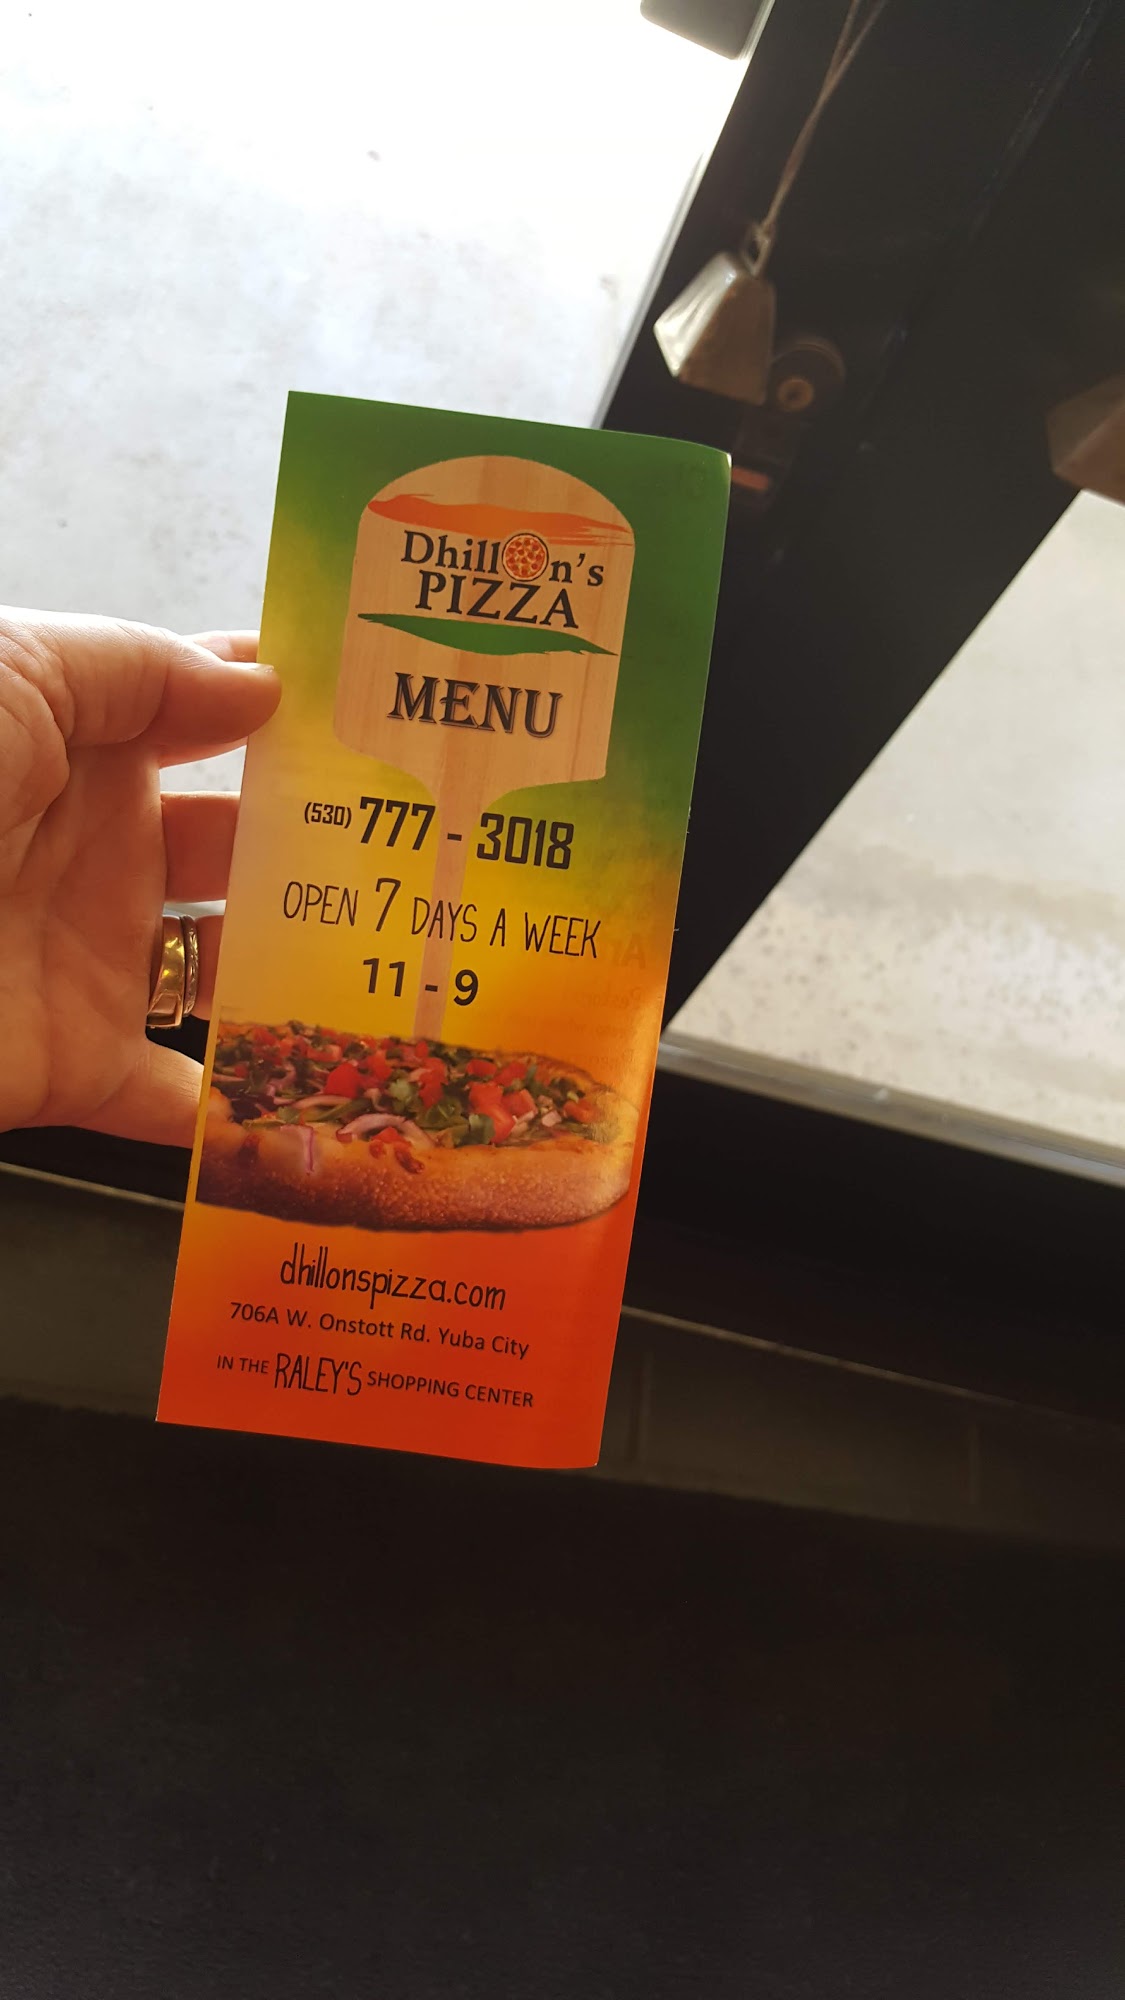 Dhillon's
PIZZA
MENU
(530) 777 - 3018
OPEN 7 DAYS A WEEK
11 - 9
dhillonspizza.com
706A W. Onstott Rd. Yuba City
IN THE RALEY'S SHOPPING CENTER